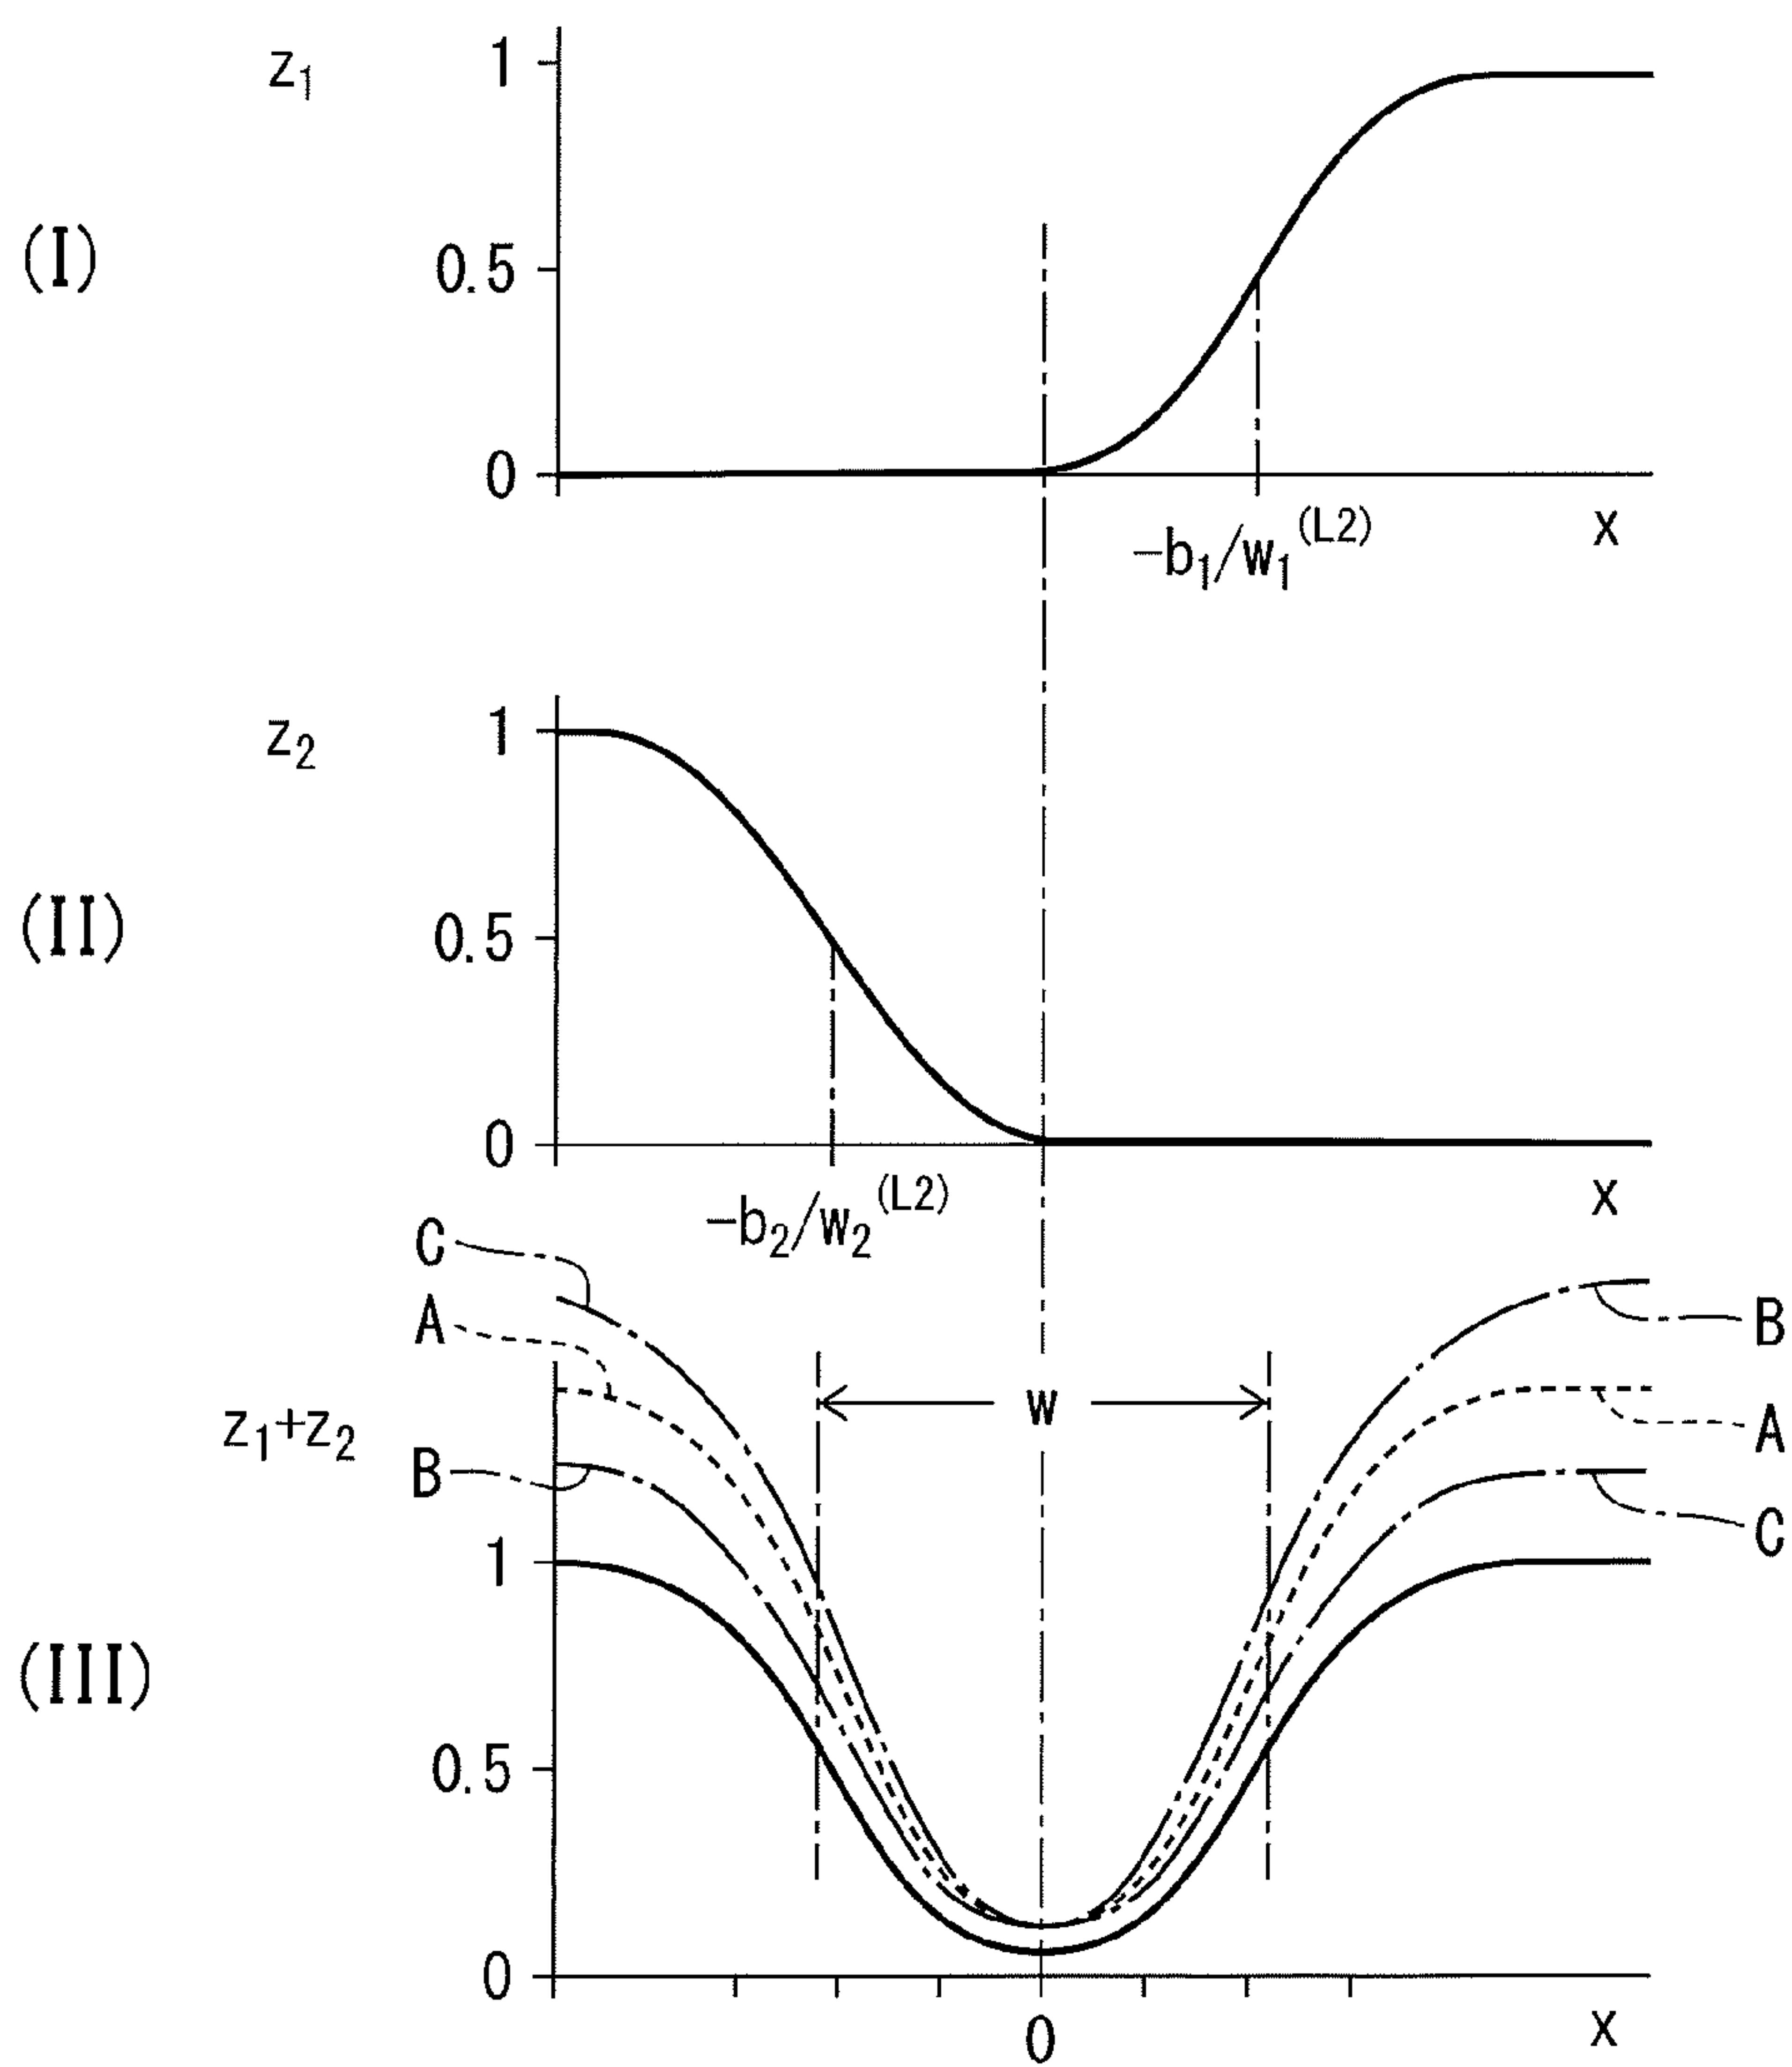 (I)
z₁
1
0.5
0
-b₁/w₁⁽ᴸ²⁾
x
(II)
z₂
1
0.5
0
-b₂/w₂⁽ᴸ²⁾
x
(III)
z₁+z₂
C
A
B
W
B
A
C
1
0.5
0
0
x